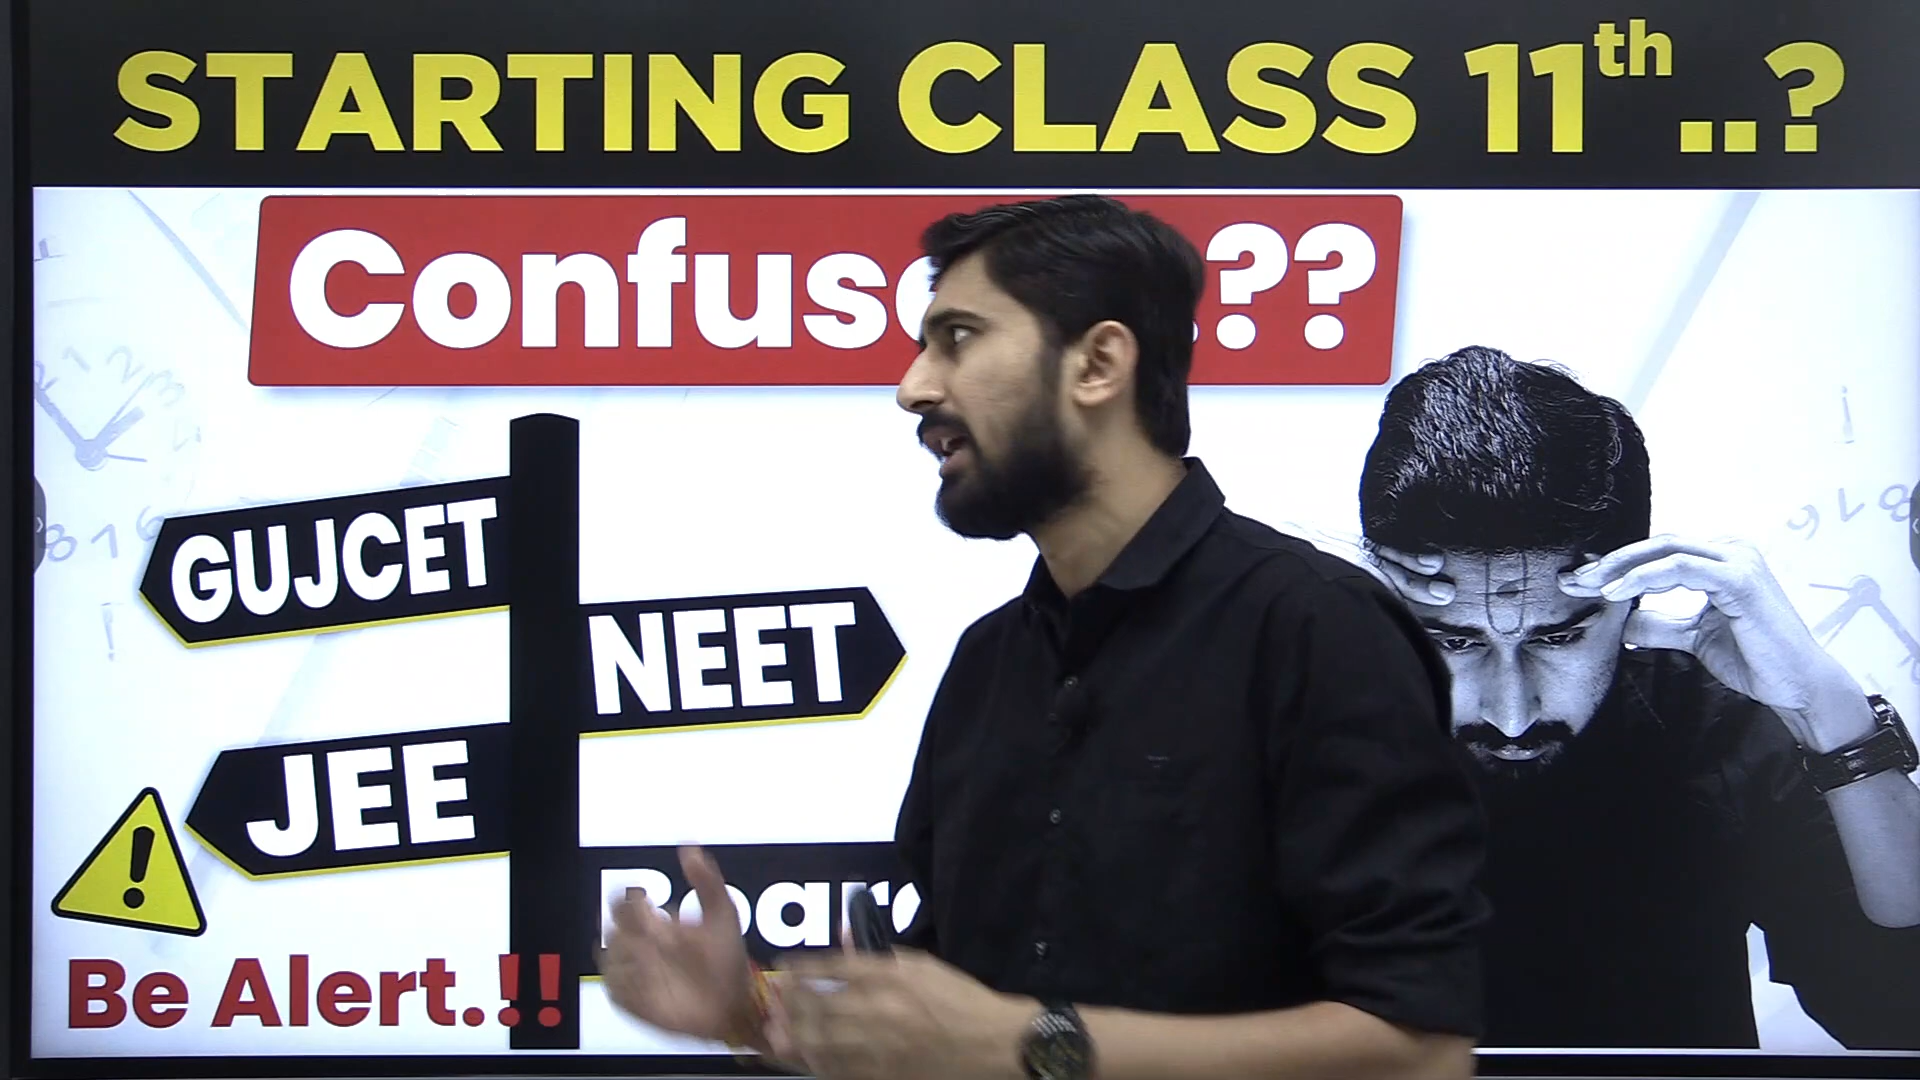 STARTING CLASS 11th..?
??
GUJCET
NEET
JEE
Be Alert.!!